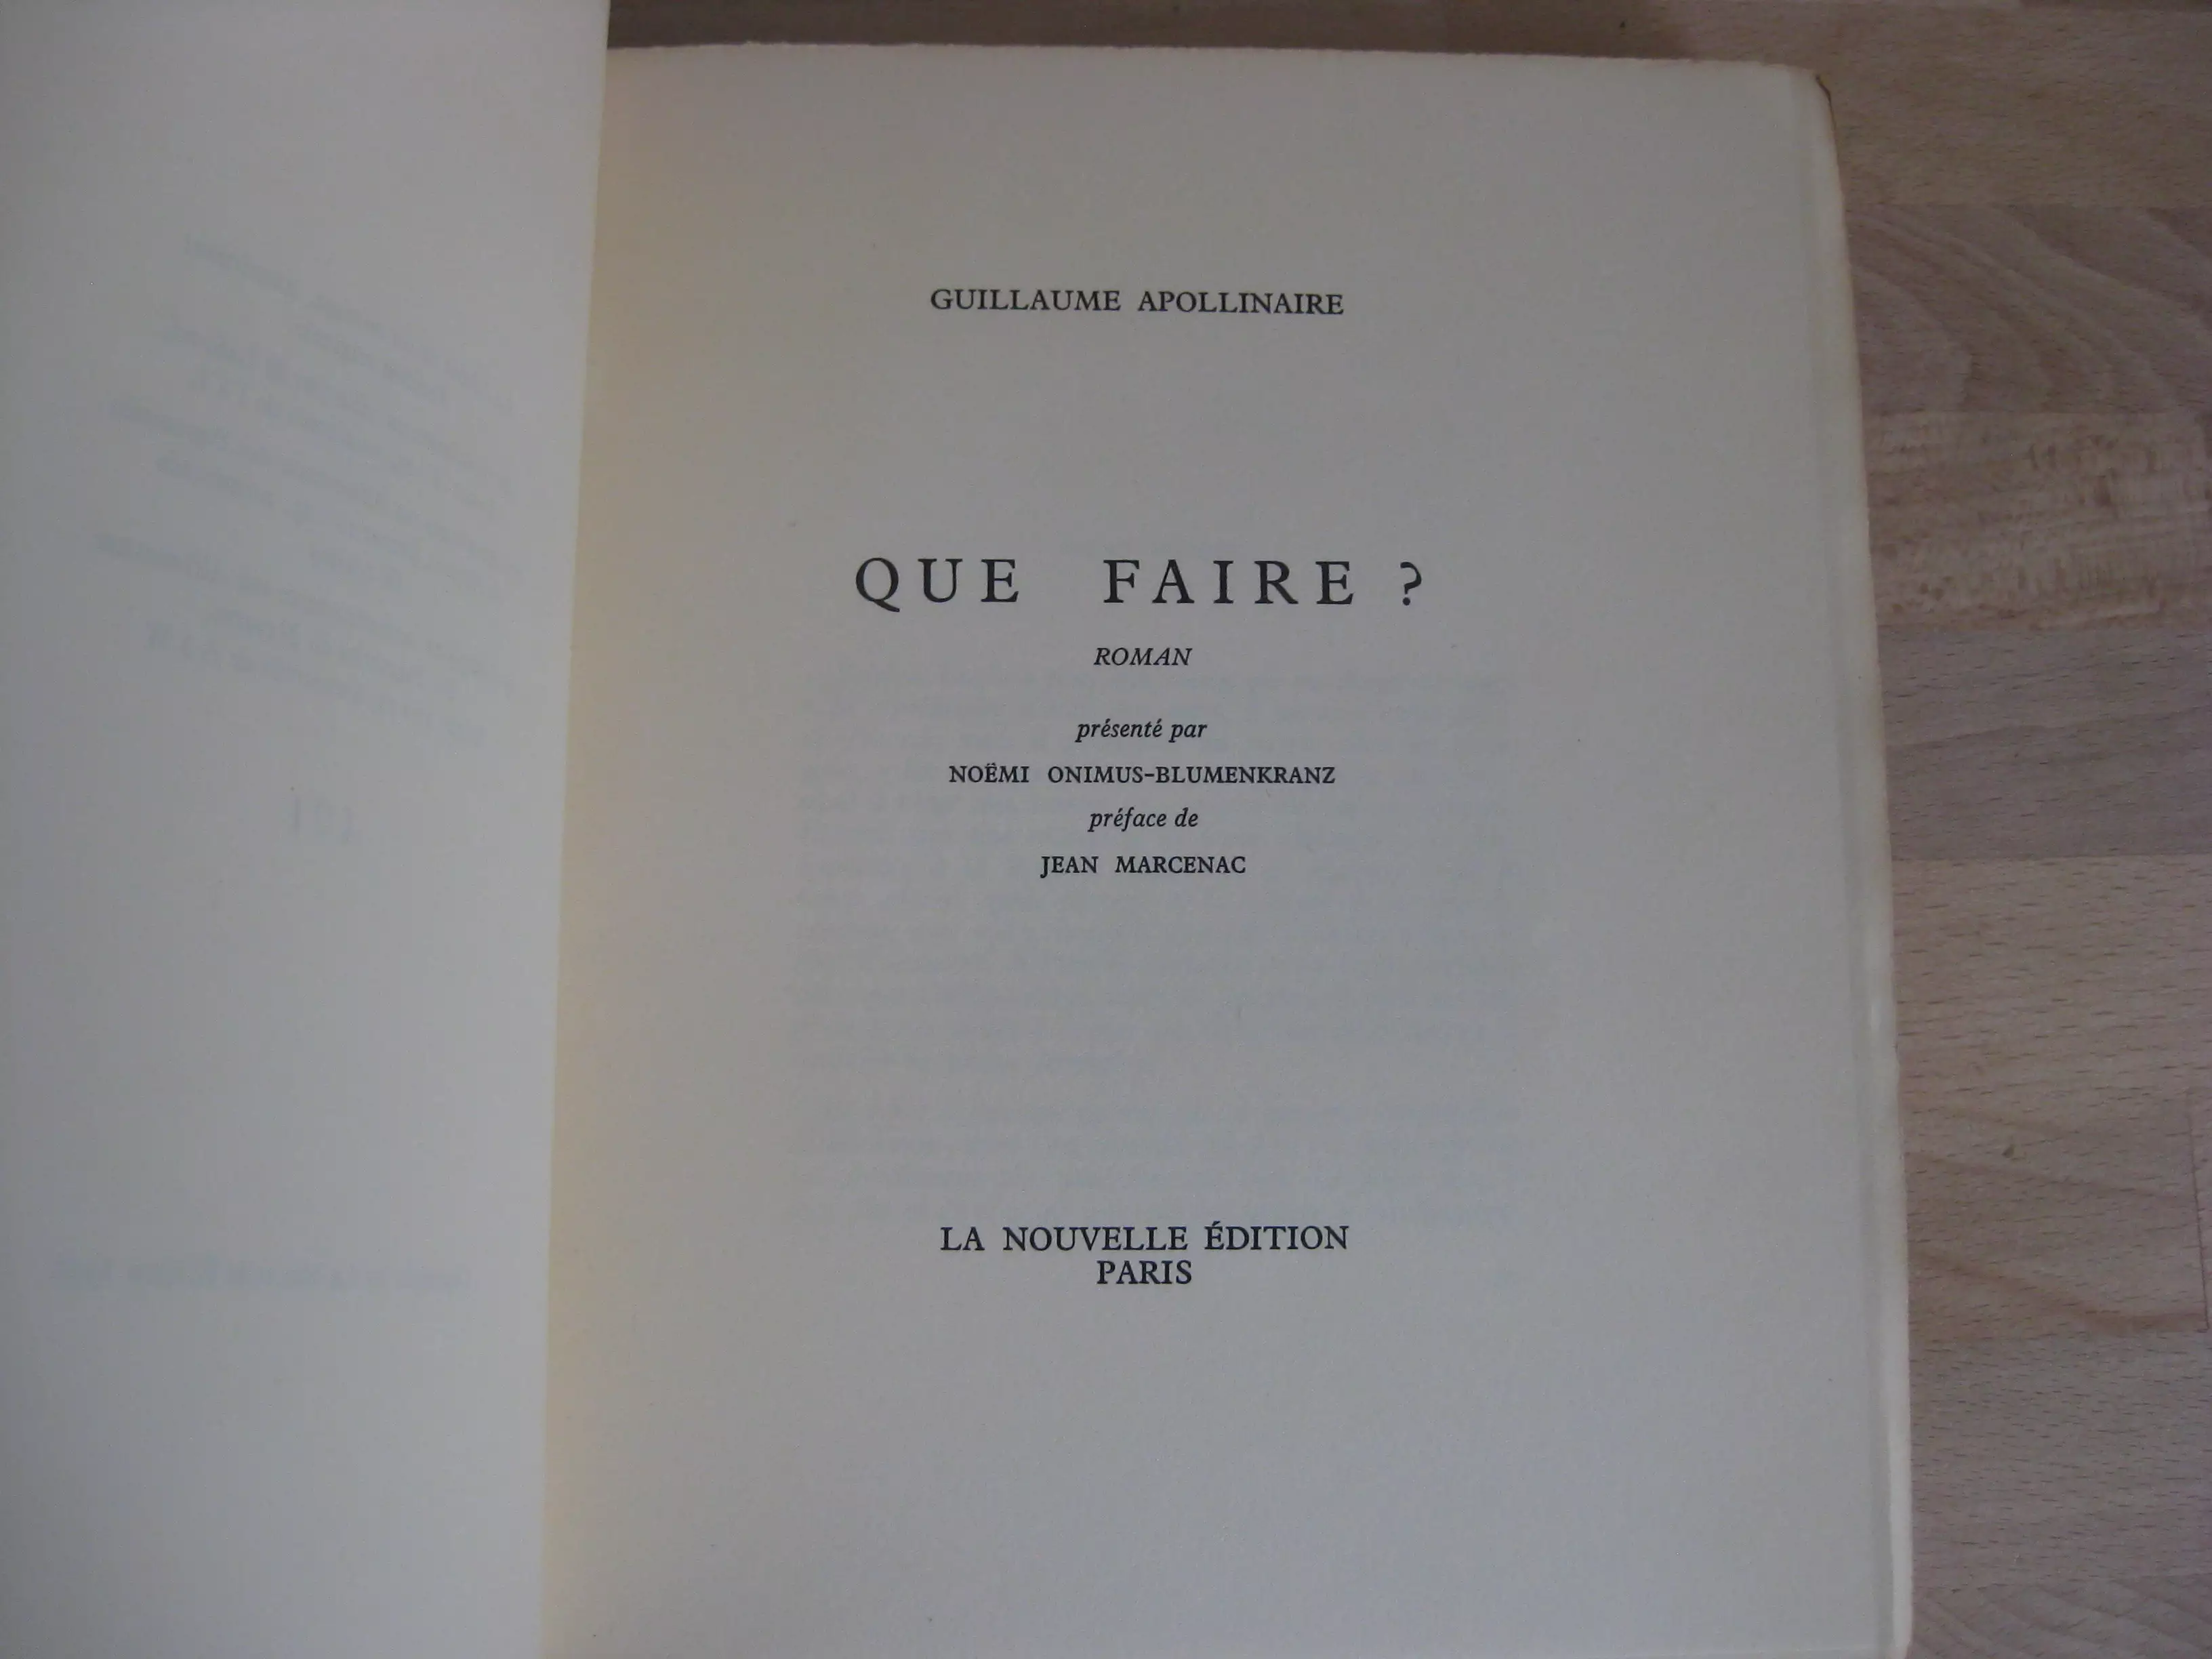 GUILLAUME APOLLINAIRE
QUE FAIRE ?
ROMAN
présenté par
NOËMI ONIMUS-BLUMENKRANZ
préface de
JEAN MARCENAC
LA NOUVELLE ÉDITION
PARIS